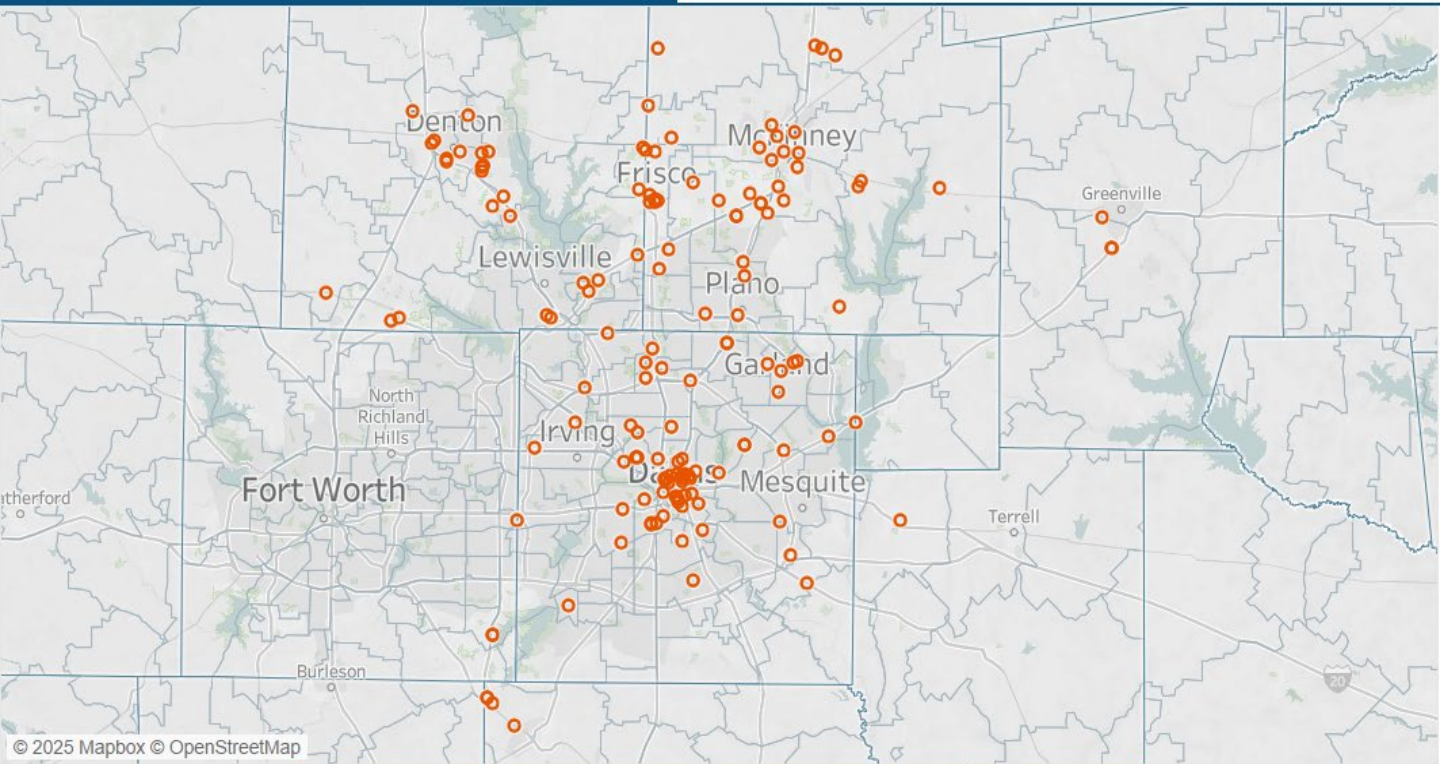 Denton
McKinney
Frisco
Greenville
Lewisville
Plano
Garland
North
Richland
Hills
Irving
Dallas
Mesquite
Fort Worth
atherford
Terrell
Burleson
20
© 2025 Mapbox © OpenStreetMap